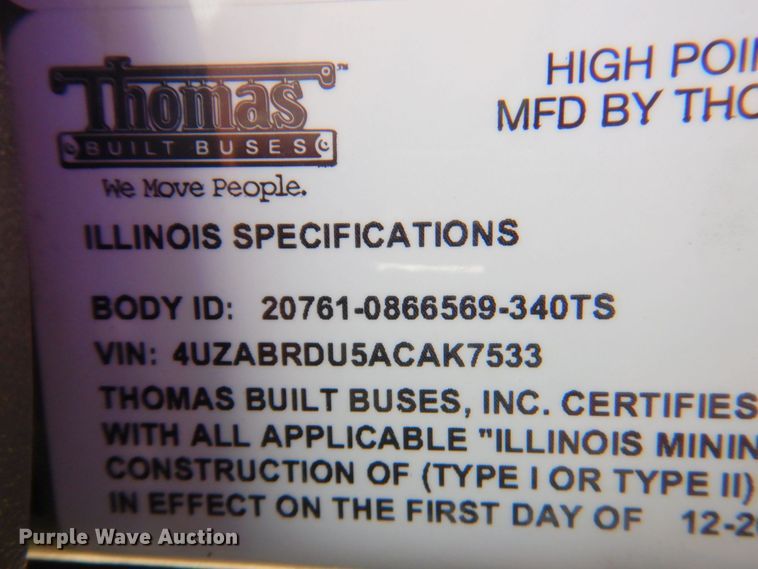 Thomas™
BUILT BUSES
We Move People.
HIGH POI
MFD BY THO
ILLINOIS SPECIFICATIONS
BODY ID: 20761-0866569-340TS
VIN: 4UZABRDU5ACAK7533
THOMAS BUILT BUSES, INC. CERTIFIES
WITH ALL APPLICABLE "ILLINOIS MININ
CONSTRUCTION OF (TYPE I OR TYPE II)
IN EFFECT ON THE FIRST DAY OF 12-20
Purple Wave Auction